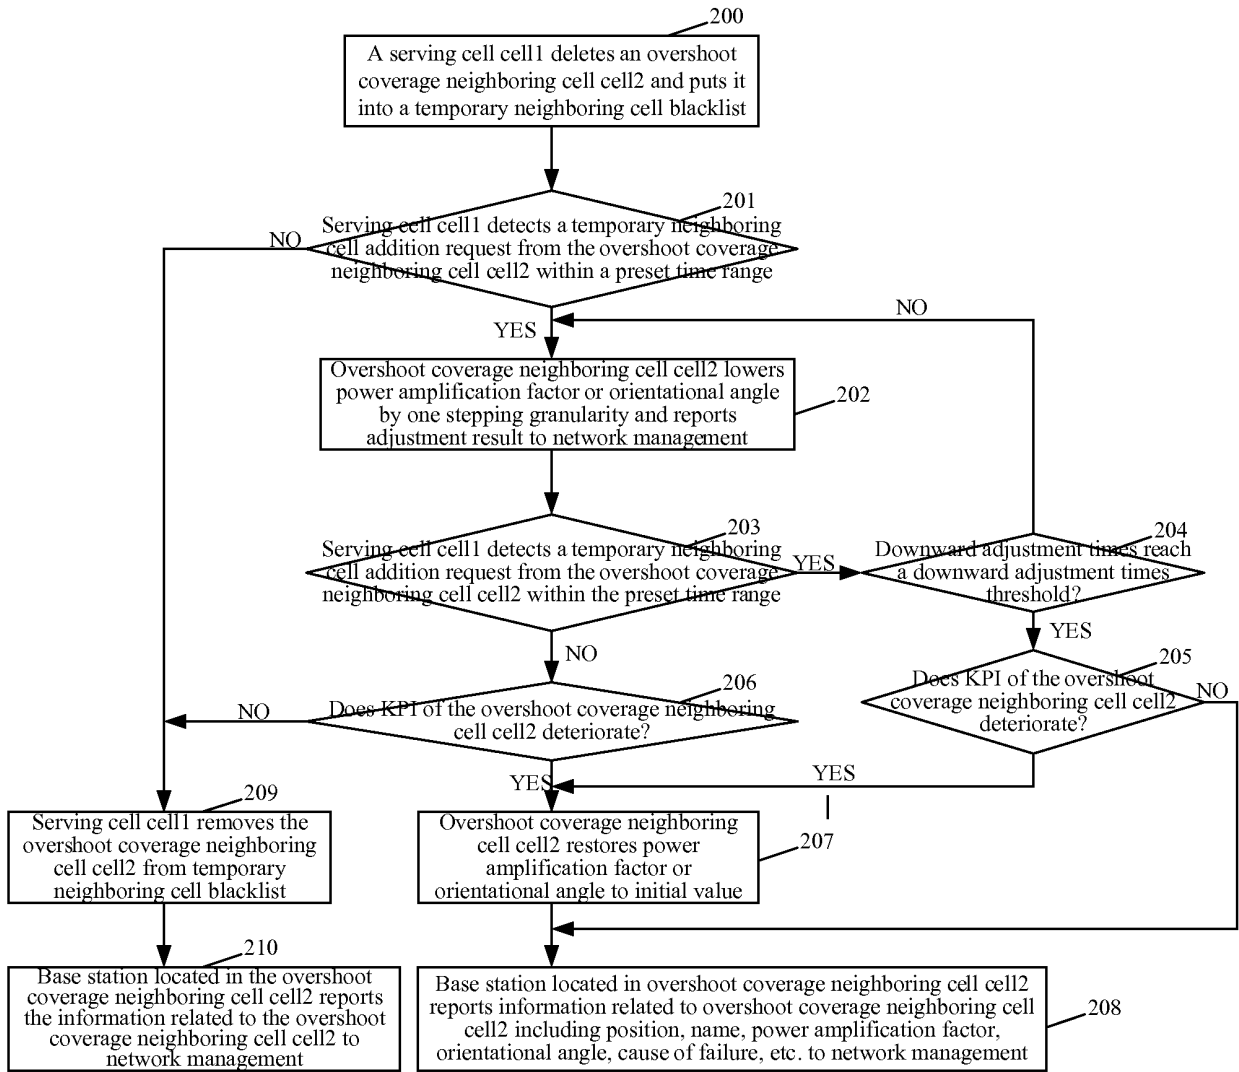 200
A serving cell cell1 deletes an overshoot
coverage neighboring cell cell2 and puts it
into a temporary neighboring cell blacklist
201
Serving cell cell1 detects a temporary neighboring
cell addition request from the overshoot coverage
neighboring cell cell2 within a preset time range
NO
YES
NO
Overshoot coverage neighboring cell cell2 lowers
power amplification factor or orientational angle
by one stepping granularity and reports
adjustment result to network management
202
203
Serving cell cell1 detects a temporary neighboring
cell addition request from the overshoot coverage
neighboring cell cell2 within the preset time range
YES
204
Downward adjustment times reach
a downward adjustment times
threshold?
NO
YES
205
Does KPI of the overshoot
coverage neighboring cell cell2
deteriorate?
NO
206
Does KPI of the overshoot coverage neighboring
cell cell2 deteriorate?
NO
YES
YES
209
Serving cell cell1 removes the
overshoot coverage neighboring
cell cell2 from temporary
neighboring cell blacklist
Overshoot coverage neighboring
cell cell2 restores power
amplification factor or
orientational angle to initial value
207
210
Base station located in the overshoot
coverage neighboring cell cell2 reports
the information related to the overshoot
coverage neighboring cell cell2 to
network management
Base station located in overshoot coverage neighboring cell cell2
reports information related to overshoot coverage neighboring cell
cell2 including position, name, power amplification factor,
orientational angle, cause of failure, etc. to network management
208